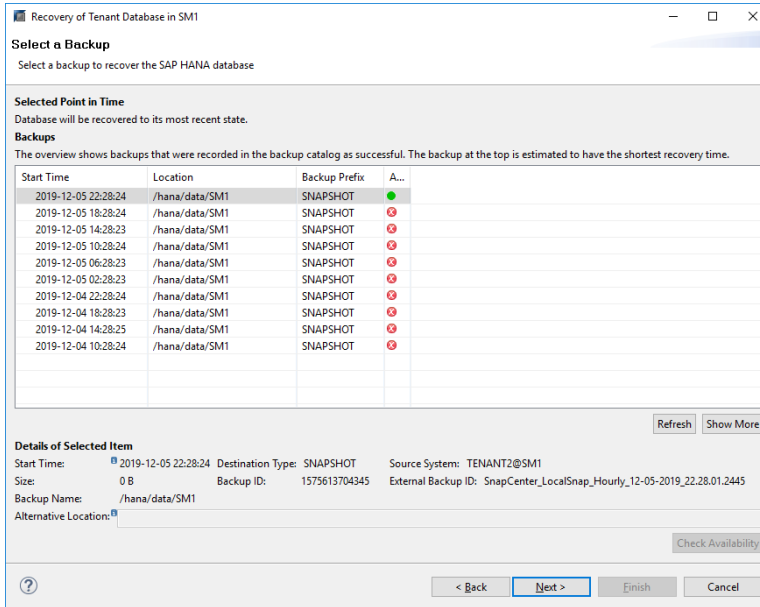 Recovery of Tenant Database in SM1
Select a Backup
Select a backup to recover the SAP HANA database
Selected Point in Time
Database will be recovered to its most recent state.
Backups
The overview shows backups that were recorded in the backup catalog as successful. The backup at the top is estimated to have the shortest recovery time.
Start Time Location Backup Prefix A...
2019-12-05 22:28:24 /hana/data/SM1 SNAPSHOT
2019-12-05 18:28:24 /hana/data/SM1 SNAPSHOT
2019-12-05 14:28:23 /hana/data/SM1 SNAPSHOT
2019-12-05 10:28:24 /hana/data/SM1 SNAPSHOT
2019-12-05 06:28:23 /hana/data/SM1 SNAPSHOT
2019-12-05 02:28:23 /hana/data/SM1 SNAPSHOT
2019-12-04 22:28:24 /hana/data/SM1 SNAPSHOT
2019-12-04 18:28:23 /hana/data/SM1 SNAPSHOT
2019-12-04 14:28:25 /hana/data/SM1 SNAPSHOT
2019-12-04 10:28:24 /hana/data/SM1 SNAPSHOT
Refresh Show More
Details of Selected Item
Start Time: 2019-12-05 22:28:24 Destination Type: SNAPSHOT Source System: TENANT2@SM1
Size: 0 B Backup ID: 1575613704345 External Backup ID: SnapCenter_LocalSnap_Hourly_12-05-2019_22.28.01.2445
Backup Name: /hana/data/SM1
Alternative Location:
Check Availability
? < Back Next > Finish Cancel